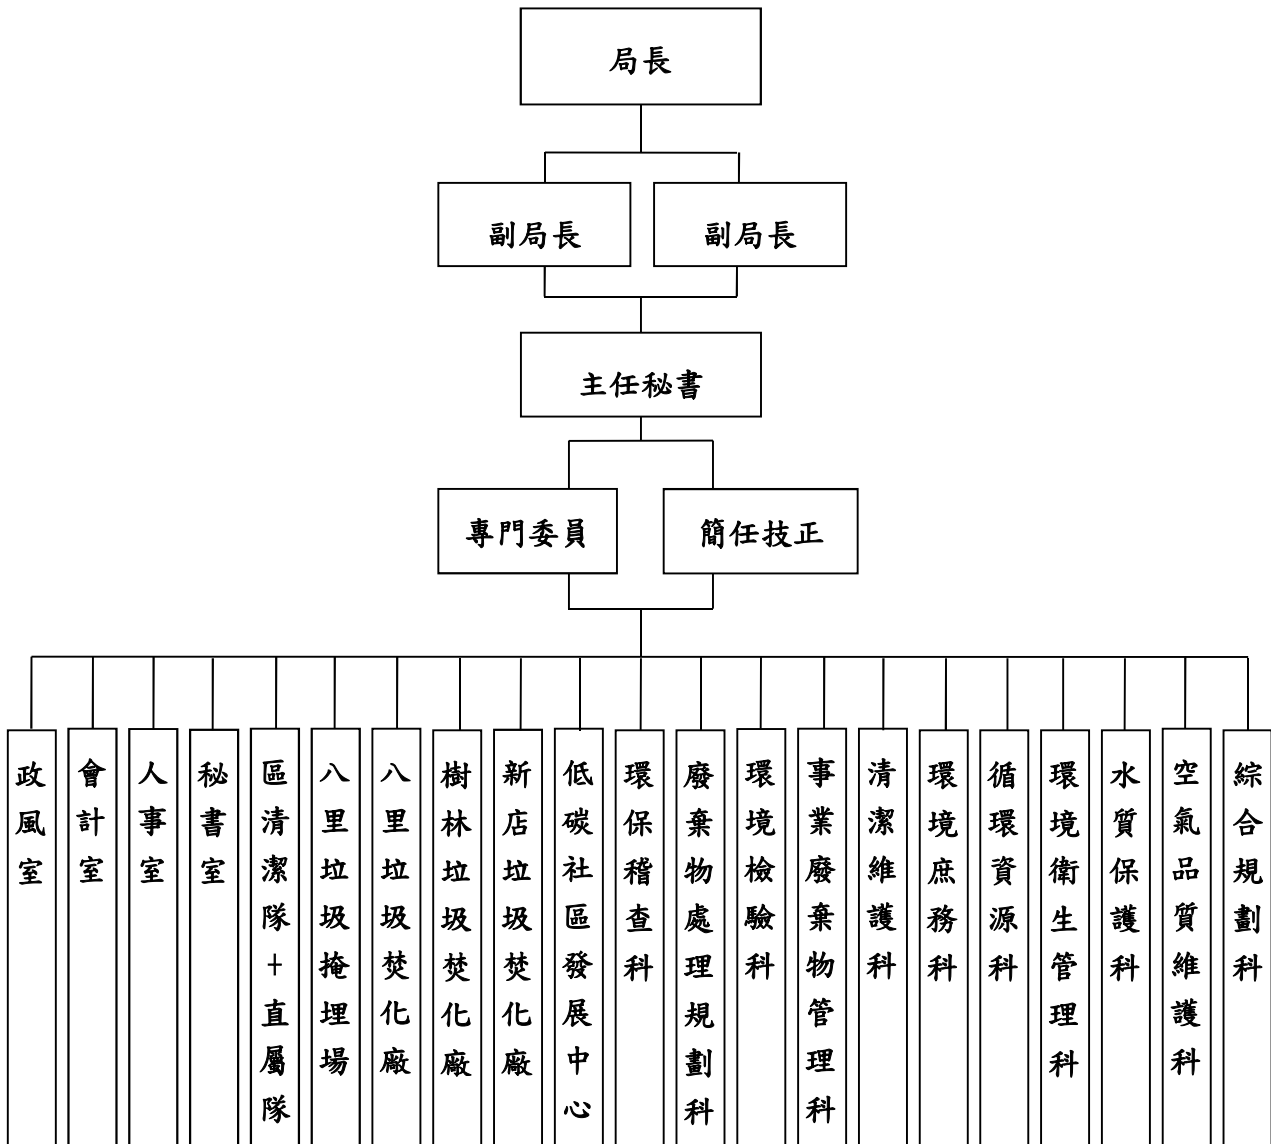 局長
副局長
副局長
主任秘書
專門委員
簡任技正
政風室
會計室
人事室
秘書室
區清潔隊+直屬隊
八里垃圾掩埋場
八里垃圾焚化廠
樹林垃圾焚化廠
新店垃圾焚化廠
低碳社區發展中心
環保稽查科
廢棄物處理規劃科
環境檢驗科
事業廢棄物管理科
清潔維護科
環境庶務科
循環資源科
環境衛生管理科
水質保護科
空氣品質維護科
綜合規劃科